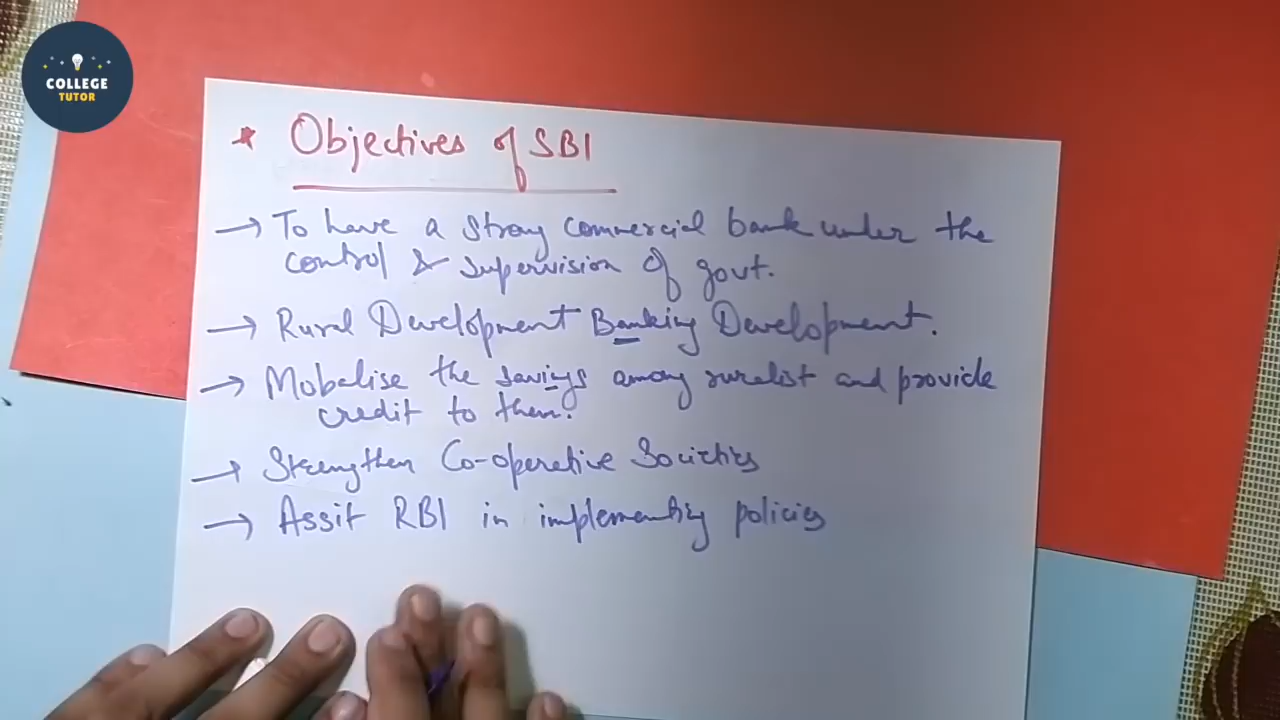 COLLEGE
TUTOR
* Objectives of SBI
→ To have a strong commercial bank under the
control & supervision of govt.
→ Rural Development Banking Development.
→ Mobalise the savings among ruralist and provide
credit to them.
→ Strengthen Co-operative Societies
→ Assit RBI in implementing policies